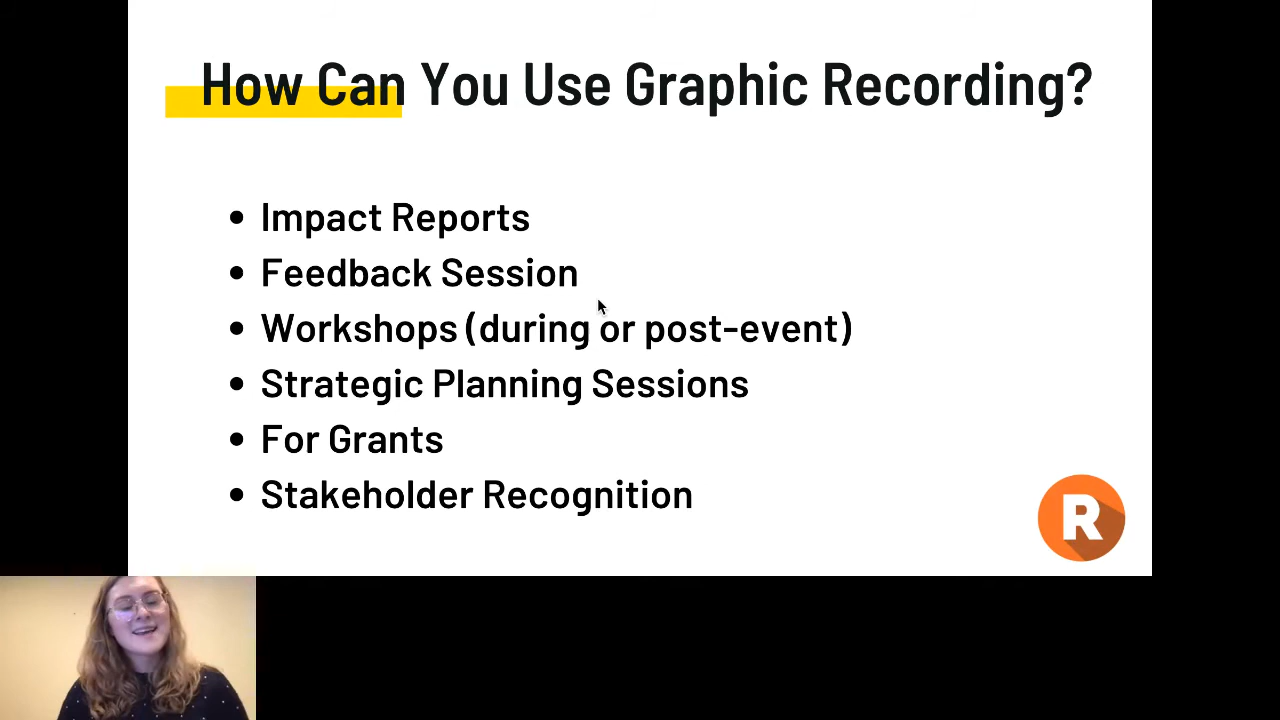 How Can You Use Graphic Recording?
Impact Reports
Feedback Session
Workshops (during or post-event)
Strategic Planning Sessions
For Grants
Stakeholder Recognition
R